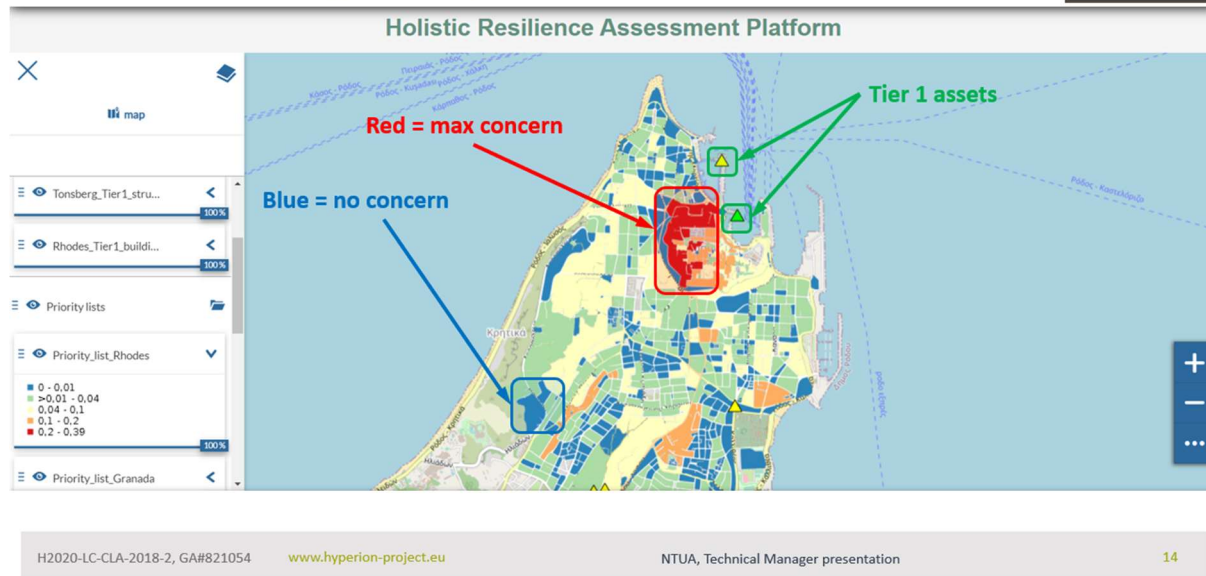 Holistic Resilience Assessment Platform
map
Tonsberg_Tier1_stru...
100%
Rhodes_Tier1_buildi...
100%
Priority lists
Priority_list_Rhodes
0 - 0,01
>0,01 - 0,04
0,04 - 0,1
0,1 - 0,2
0,2 - 0,39
100%
Priority_list_Granada
Tier 1 assets
Red = max concern
Blue = no concern
Πειραιάς - Ρόδος
Κρητικά
Ρόδος - Καστελόριζο
H2020-LC-CLA-2018-2, GA#821054
www.hyperion-project.eu
NTUA, Technical Manager presentation
14